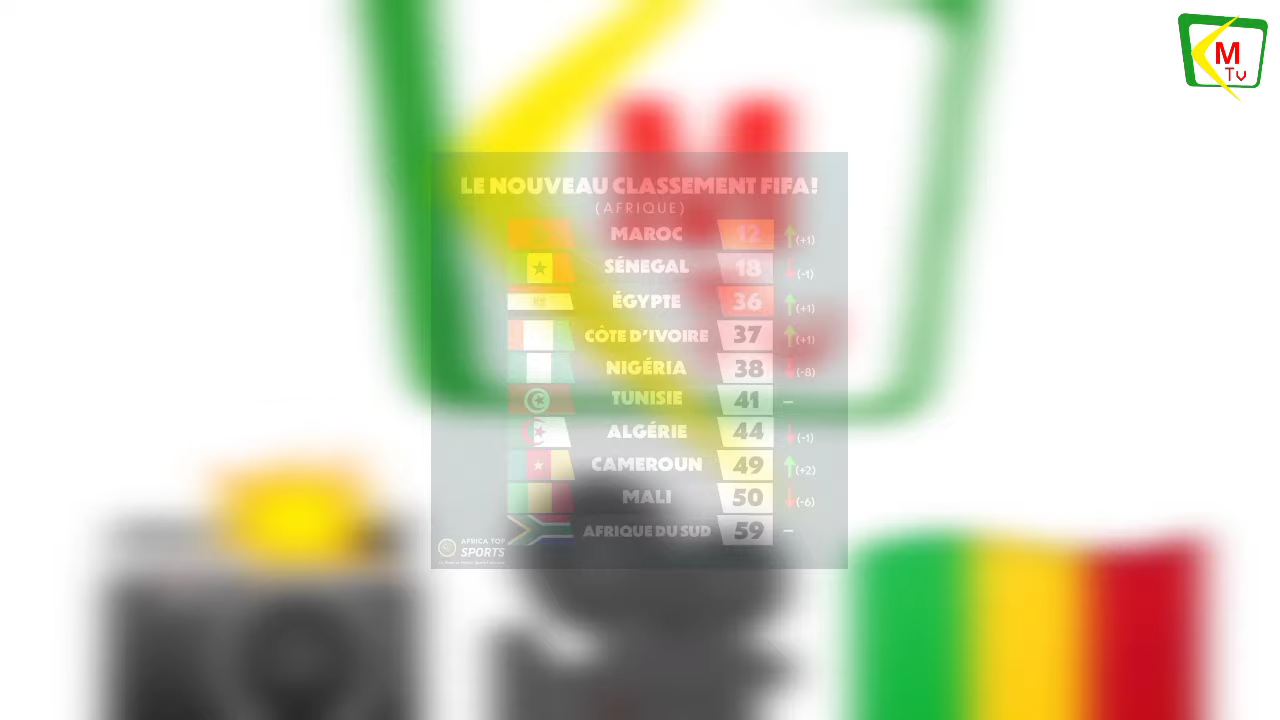 M
Tv
LE NOUVEAU CLASSEMENT FIFA!
(AFRIQUE)
MAROC 12 (+1)
SÉNEGAL 18 (-1)
ÉGYPTE 36 (+1)
CÔTE D'IVOIRE 37 (+1)
NIGÉRIA 38 (-8)
TUNISIE 41 –
ALGÉRIE 44 (-1)
CAMEROUN 49 (+2)
MALI 50 (-6)
AFRIQUE DU SUD 59 –
AFRICA TOP
SPORTS